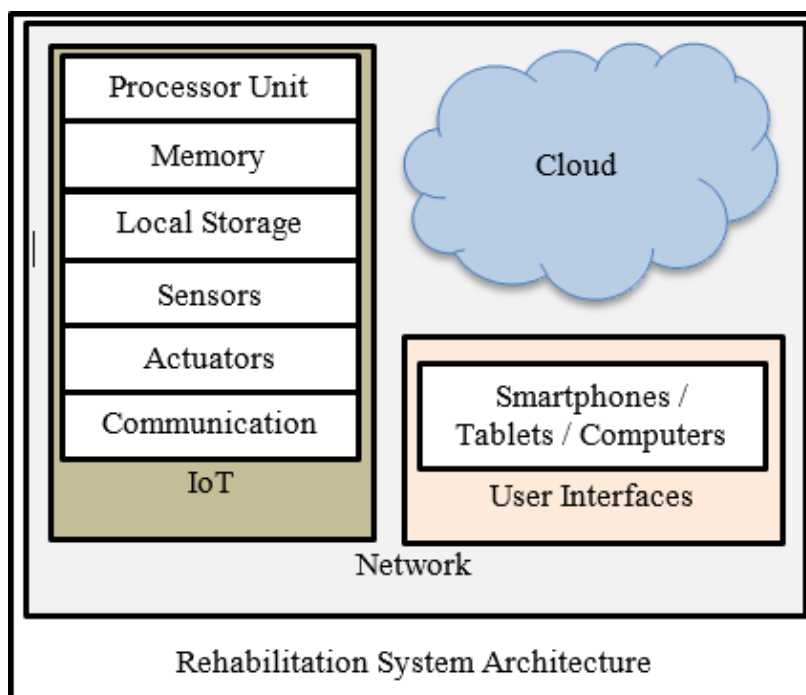 Processor Unit
Memory
Local Storage
Sensors
Actuators
Communication
IoT
Cloud
Smartphones /
Tablets / Computers
User Interfaces
Network
Rehabilitation System Architecture